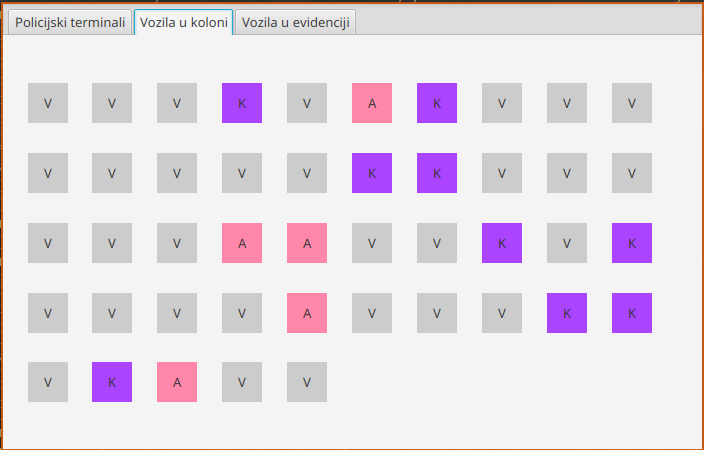 Policijski terminali Vozila u koloni Vozila u evidenciji
V V V K V A K V V V
V V V V V K K V V V
V V V A A V V K V K
V V V V A V V V K K
V K A V V